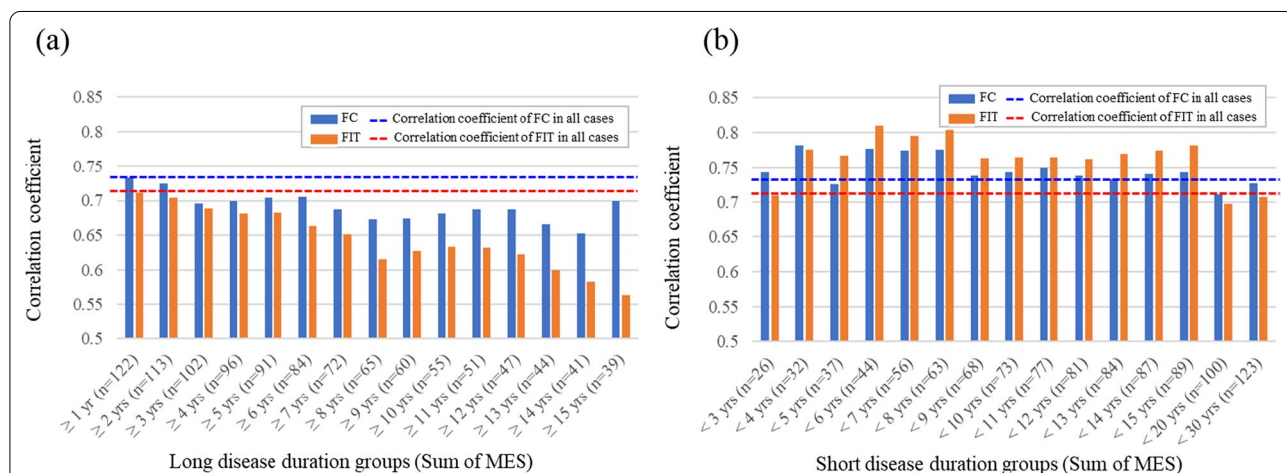 (a)
0.85
0.8
0.75
0.7
0.65
0.6
0.55
0.5
Correlation coefficient
FC
Correlation coefficient of FC in all cases
FIT
Correlation coefficient of FIT in all cases
≥ 1 yr (n=122)
≥ 2 yrs (n=113)
≥ 3 yrs (n=102)
≥ 4 yrs (n=96)
≥ 5 yrs (n=91)
≥ 6 yrs (n=84)
≥ 7 yrs (n=72)
≥ 8 yrs (n=65)
≥ 9 yrs (n=60)
≥ 10 yrs (n=55)
≥ 11 yrs (n=51)
≥ 12 yrs (n=47)
≥ 13 yrs (n=44)
≥ 14 yrs (n=41)
≥ 15 yrs (n=39)
Long disease duration groups (Sum of MES)
(b)
0.85
0.8
0.75
0.7
0.65
0.6
0.55
0.5
Correlation coefficient
FC
Correlation coefficient of FC in all cases
FIT
Correlation coefficient of FIT in all cases
< 3 yrs (n=26)
< 4 yrs (n=32)
< 5 yrs (n=37)
< 6 yrs (n=44)
< 7 yrs (n=56)
< 8 yrs (n=63)
< 9 yrs (n=68)
< 10 yrs (n=73)
< 11 yrs (n=77)
< 12 yrs (n=81)
< 13 yrs (n=84)
< 14 yrs (n=87)
< 15 yrs (n=89)
<20 yrs (n=100)
< 30 yrs (n=123)
Short disease duration groups (Sum of MES)